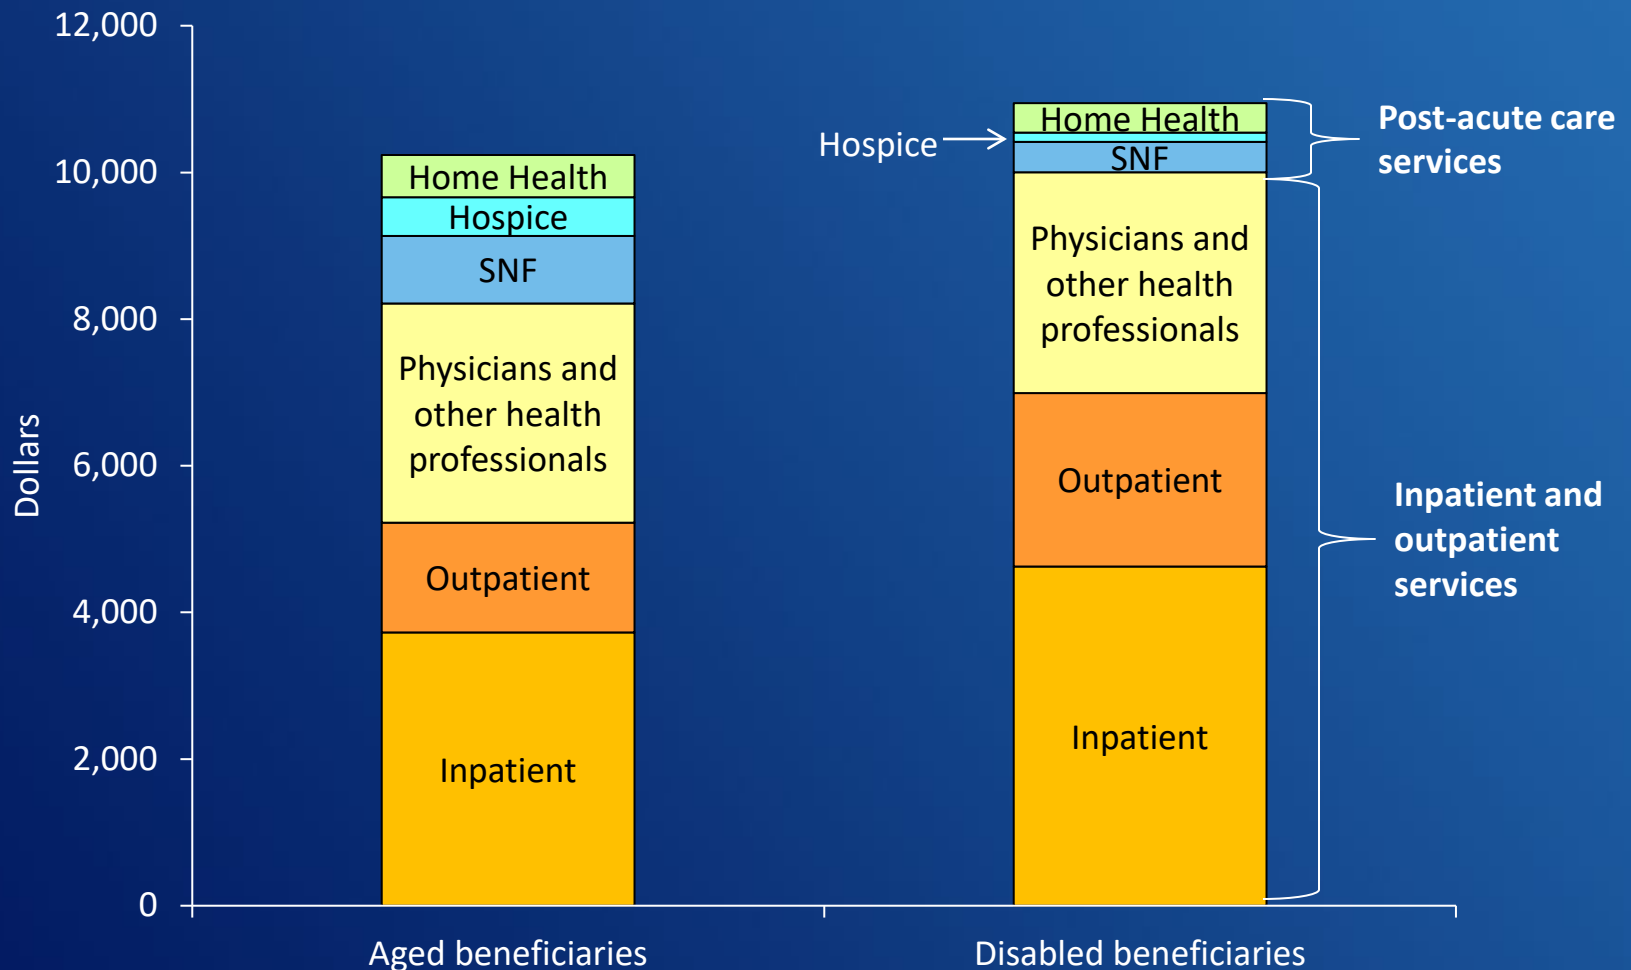 12,000
10,000
8,000
6,000
4,000
2,000
0
Dollars
Home Health
Hospice
SNF
Physicians and
other health
professionals
Outpatient
Inpatient
Hospice
Home Health
SNF
Physicians and
other health
professionals
Outpatient
Inpatient
Post-acute care
services
Inpatient and
outpatient
services
Aged beneficiaries
Disabled beneficiaries